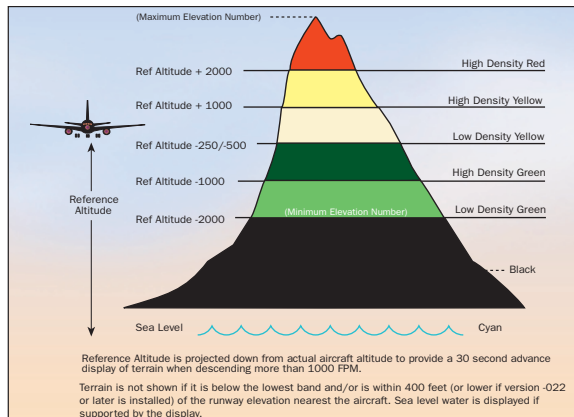 (Maximum Elevation Number)
Ref Altitude + 2000
High Density Red
Ref Altitude + 1000
High Density Yellow
Ref Altitude -250/-500
Low Density Yellow
Ref Altitude -1000
High Density Green
Reference
Altitude
Ref Altitude -2000
(Minimum Elevation Number)
Low Density Green
Black
Sea Level
Cyan
Reference Altitude is projected down from actual aircraft altitude to provide a 30 second advance
display of terrain when descending more than 1000 FPM.
Terrain is not shown if it is below the lowest band and/or is within 400 feet (or lower if version -022
or later is installed) of the runway elevation nearest the aircraft. Sea level water is displayed if
supported by the display.